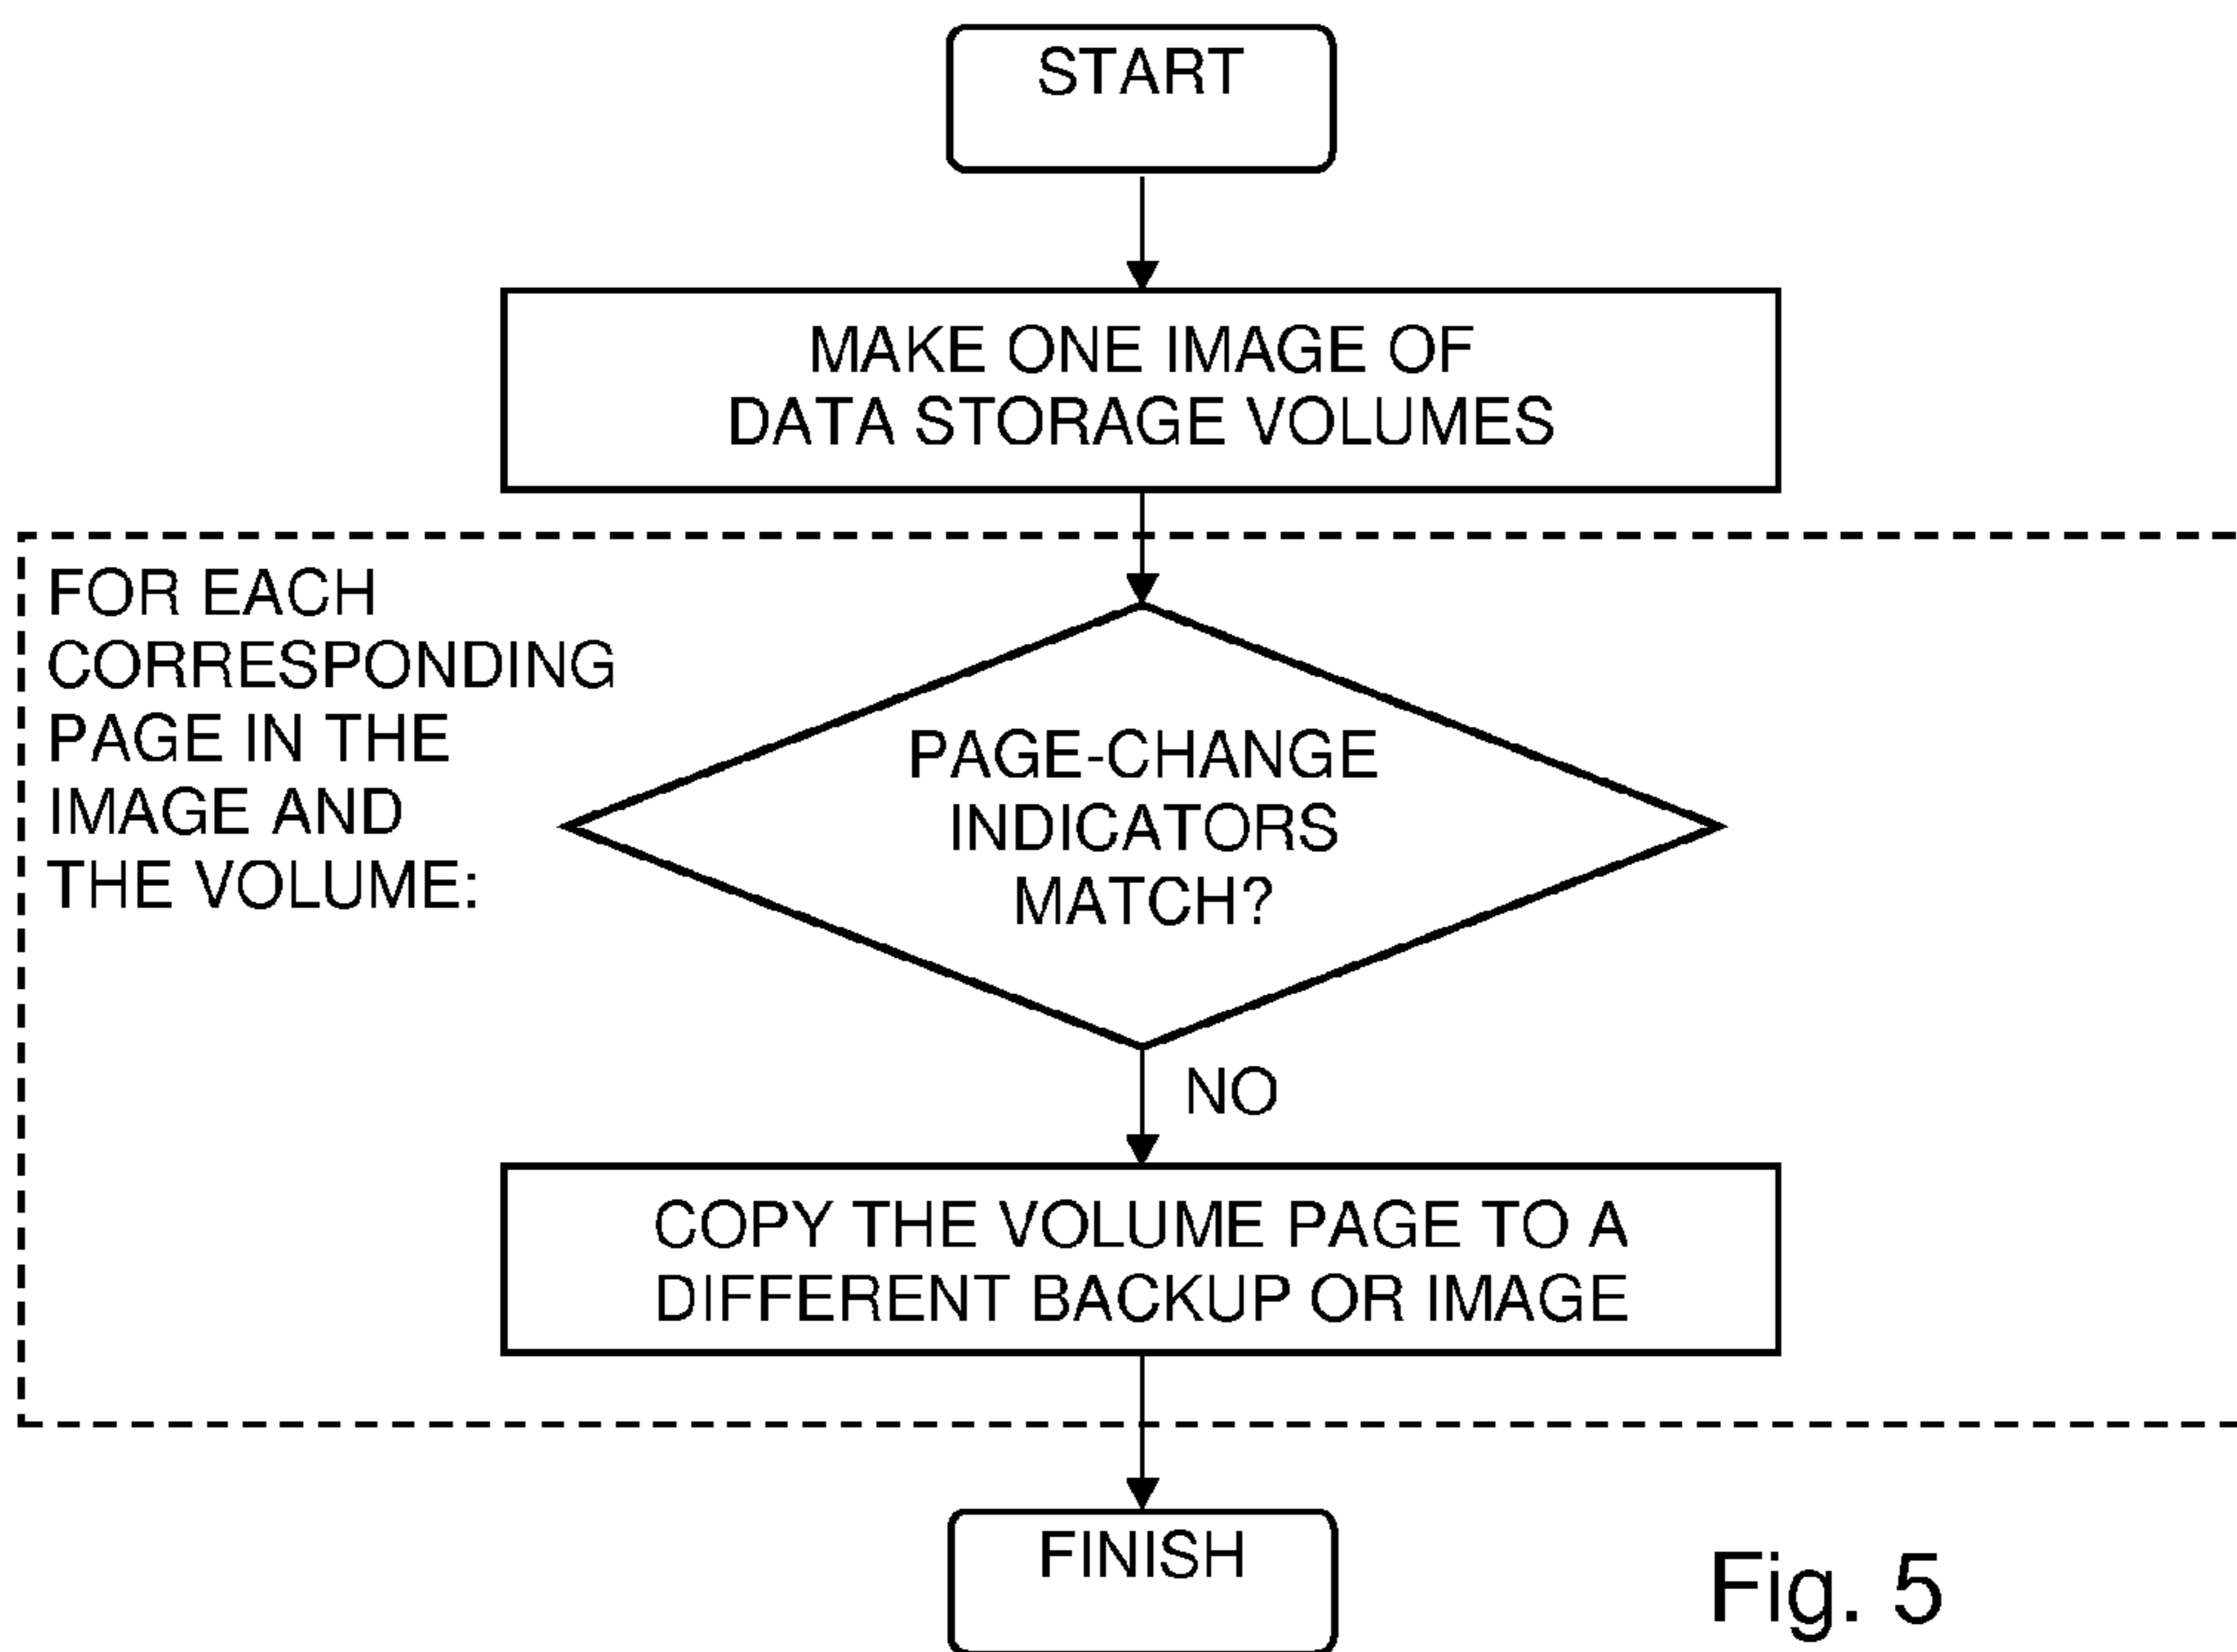 START
MAKE ONE IMAGE OF
DATA STORAGE VOLUMES
FOR EACH
CORRESPONDING
PAGE IN THE
IMAGE AND
THE VOLUME:
PAGE-CHANGE
INDICATORS
MATCH?
NO
COPY THE VOLUME PAGE TO A
DIFFERENT BACKUP OR IMAGE
FINISH
Fig. 5